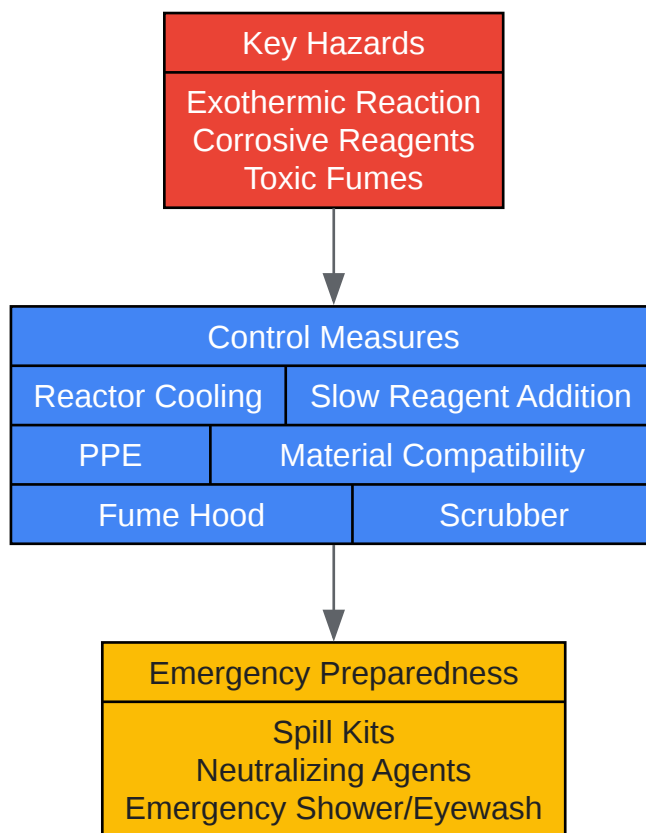 Key Hazards
Exothermic Reaction
Corrosive Reagents
Toxic Fumes
Control Measures
Reactor Cooling Slow Reagent Addition
PPE Material Compatibility
Fume Hood Scrubber
Emergency Preparedness
Spill Kits
Neutralizing Agents
Emergency Shower/Eyewash